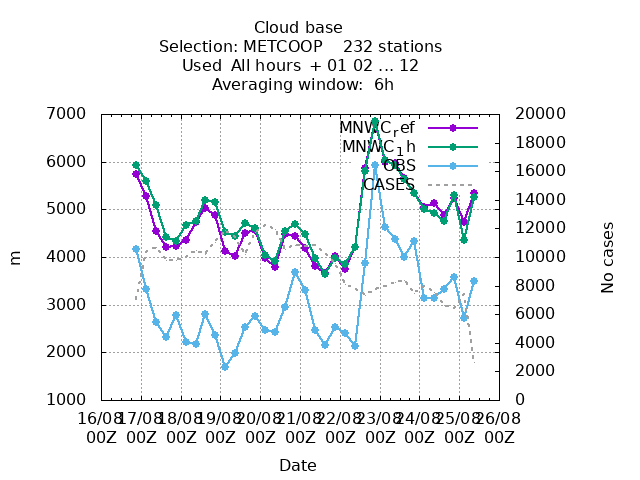 Cloud base
Selection: METCOOP    232 stations
Used  All hours  + 01 02 ... 12
Averaging window:  6h
7000
6000
5000
4000
3000
2000
1000
m
20000
18000
16000
14000
12000
10000
8000
6000
4000
2000
0
No cases
MNWCref
MNWC1h
OBS
CASES
16/08 17/08 18/08 19/08 20/08 21/08 22/08 23/08 24/08 25/08 26/08
00Z 00Z 00Z 00Z 00Z 00Z 00Z 00Z 00Z 00Z 00Z
Date